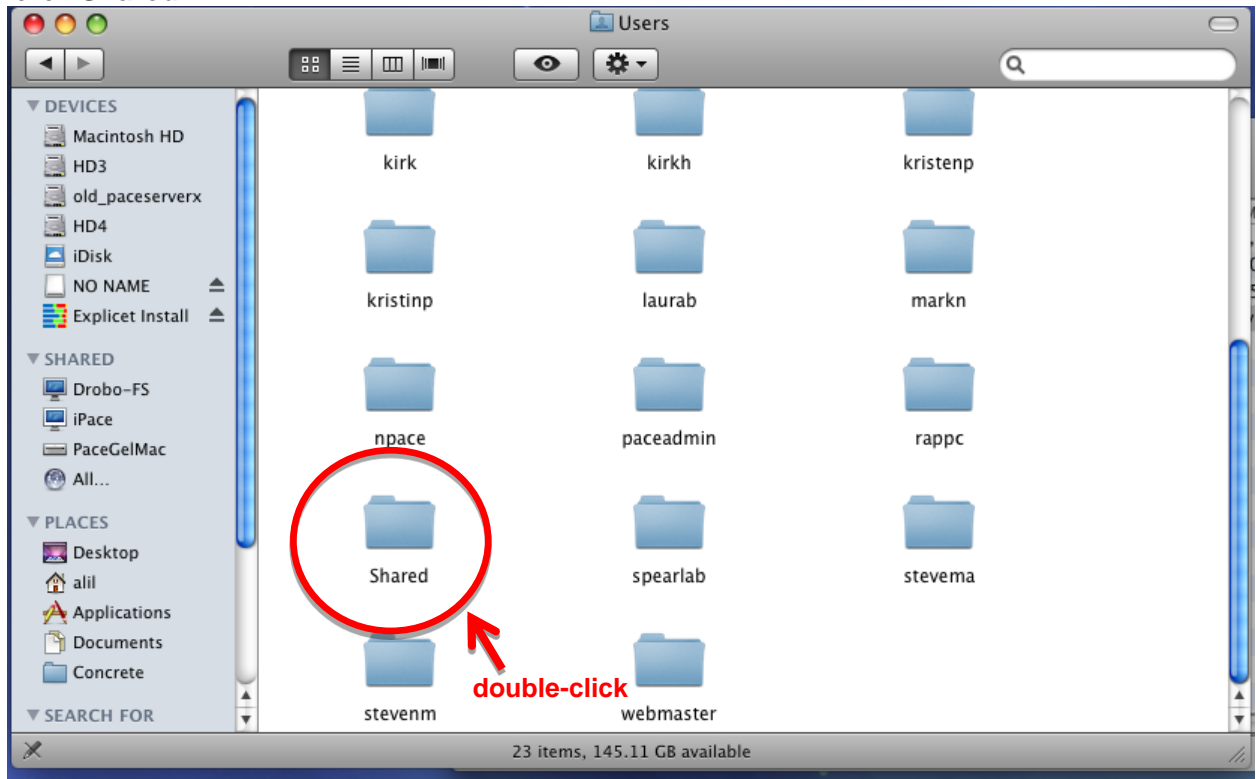 Users
DEVICES
Macintosh HD
HD3
old_paceserverx
HD4
iDisk
NO NAME
Explicet Install
SHARED
Drobo-FS
iPace
PaceGelMac
All...
PLACES
Desktop
alil
Applications
Documents
Concrete
SEARCH FOR
kirk kirkh kristenp
kristinp laurab markn
npace paceadmin rappc
Shared spearlab stevema
double-click
stevenm webmaster
23 items, 145.11 GB available